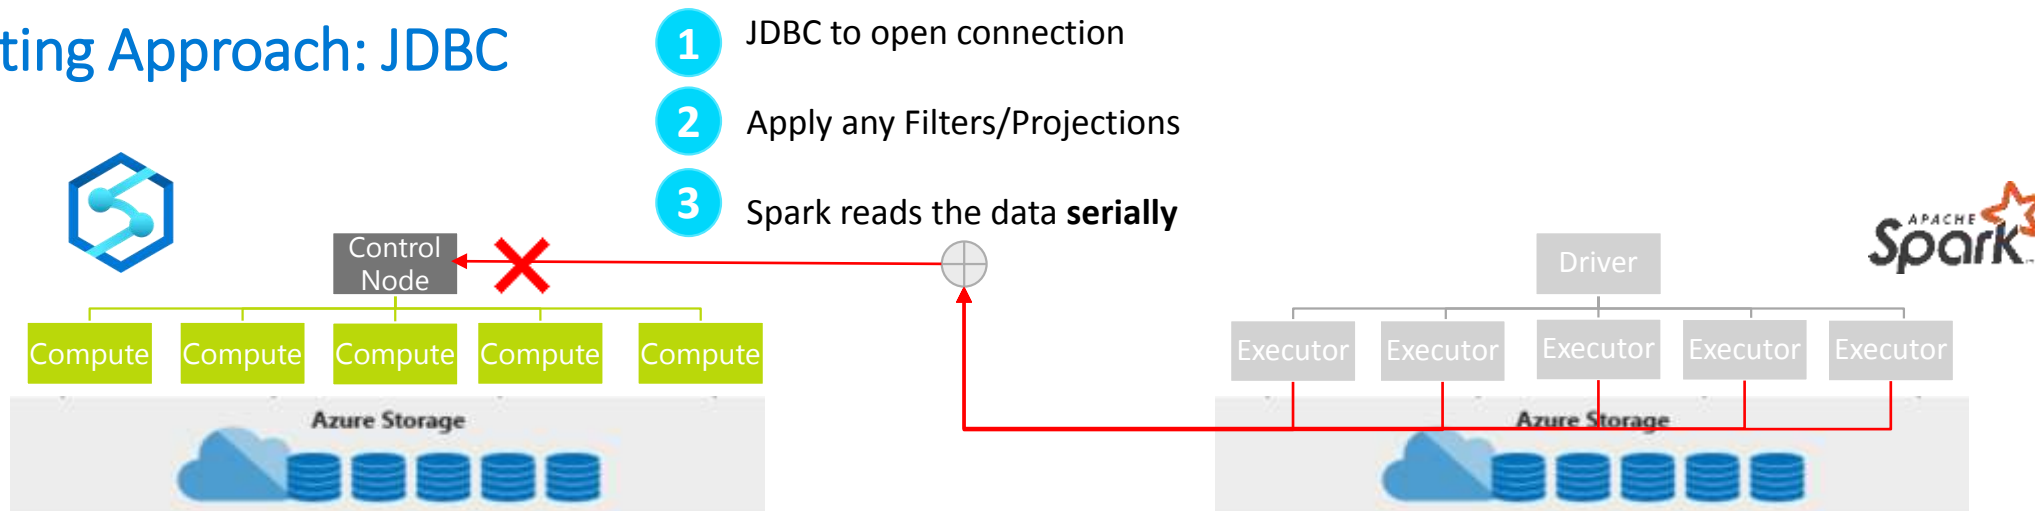 ting Approach: JDBC
1 JDBC to open connection
2 Apply any Filters/Projections
3 Spark reads the data serially
Control
Node
Compute Compute Compute Compute Compute
Azure Storage
APACHE
Spark
Driver
Executor Executor Executor Executor Executor
Azure Storage